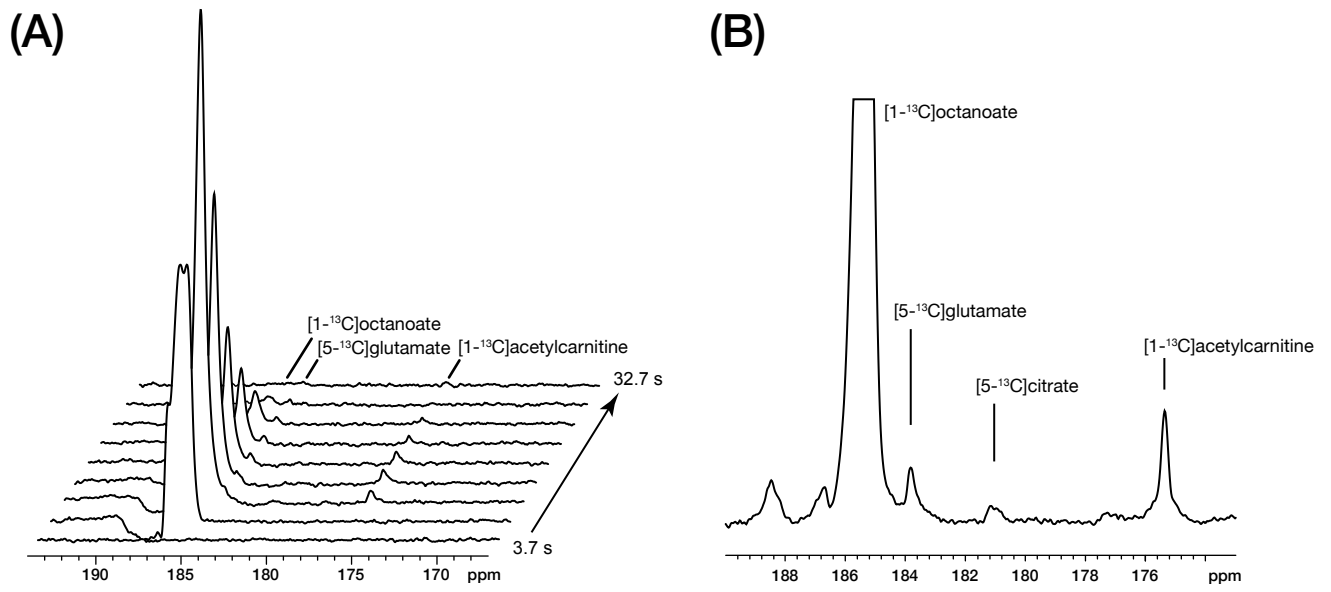 (A)
[1-¹³C]octanoate
[5-¹³C]glutamate [1-¹³C]acetylcarnitine
32.7 s
3.7 s
190 185 180 175 170 ppm
(B)
[1-¹³C]octanoate
[5-¹³C]glutamate
[1-¹³C]acetylcarnitine
[5-¹³C]citrate
188 186 184 182 180 178 176 ppm